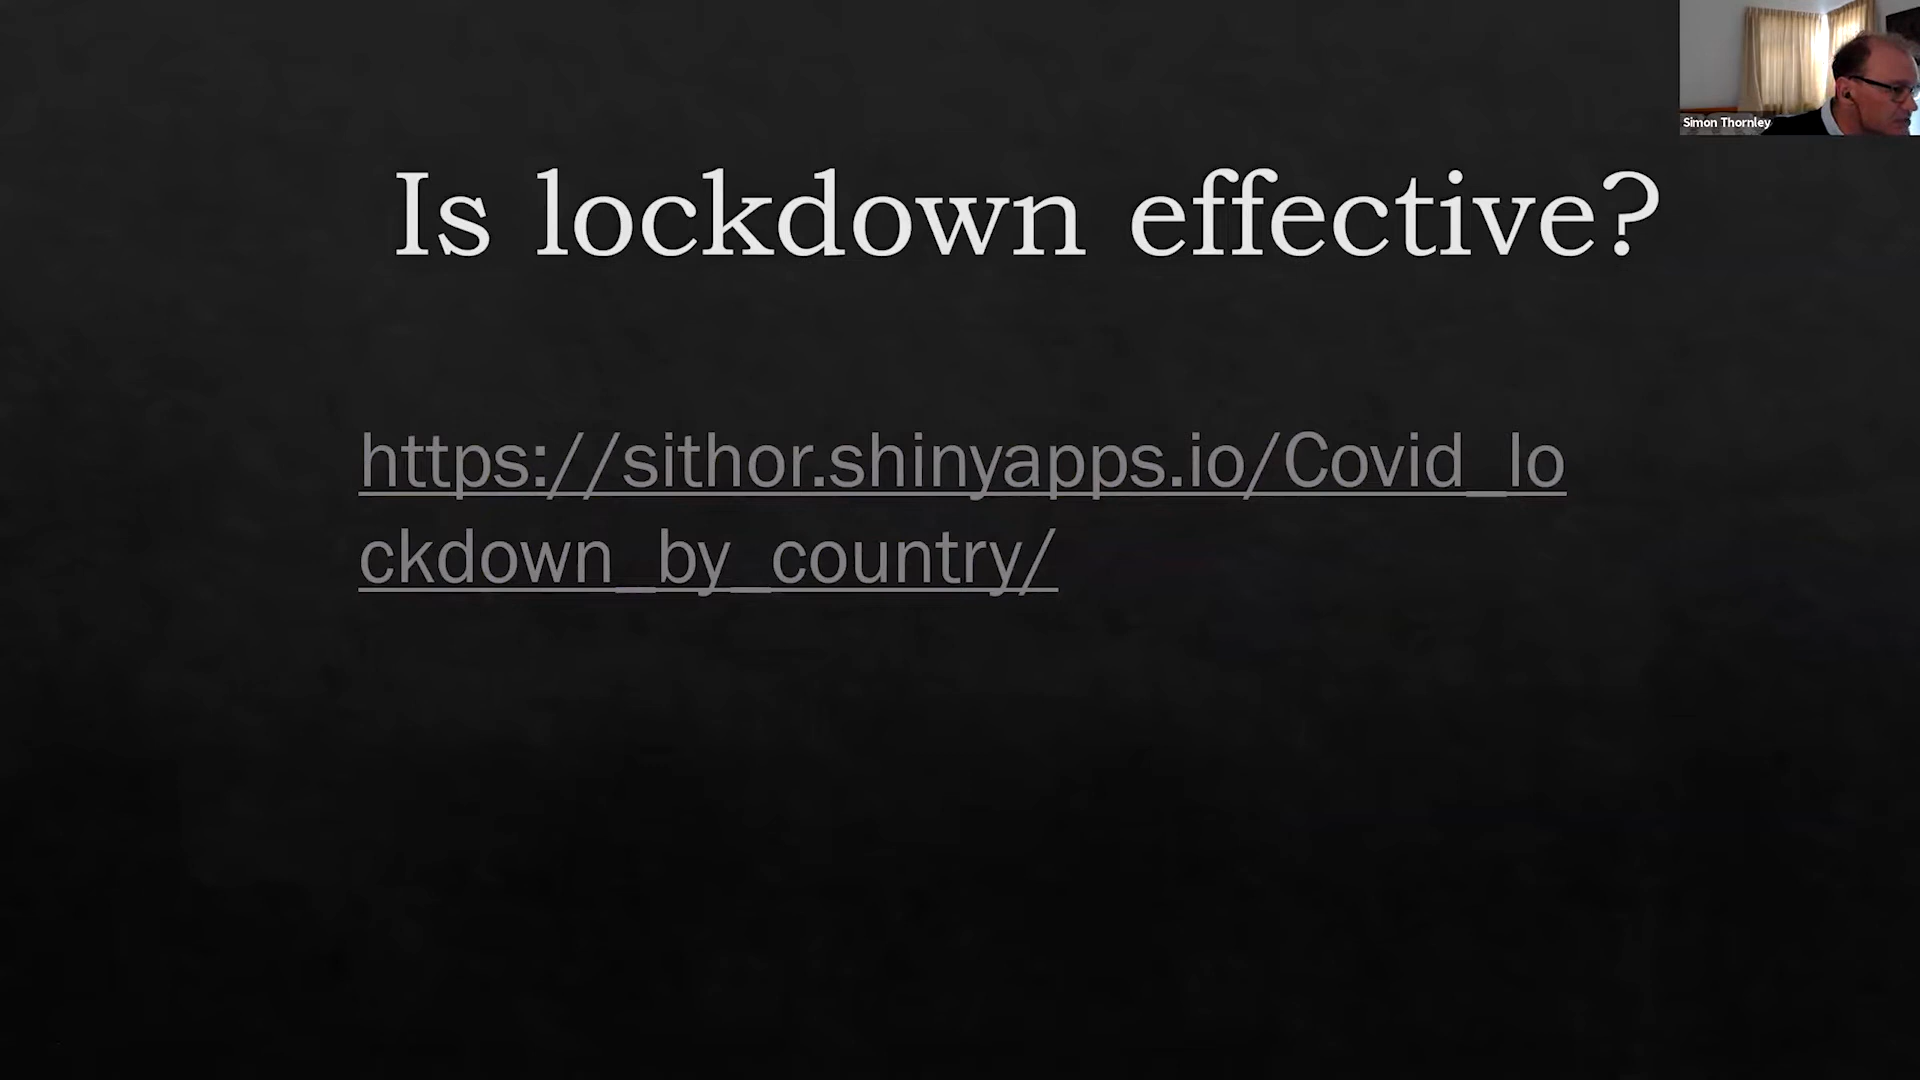 Simon Thornley
Is lockdown effective?
https://sithor.shinyapps.io/Covid_lo
ckdown_by_country/